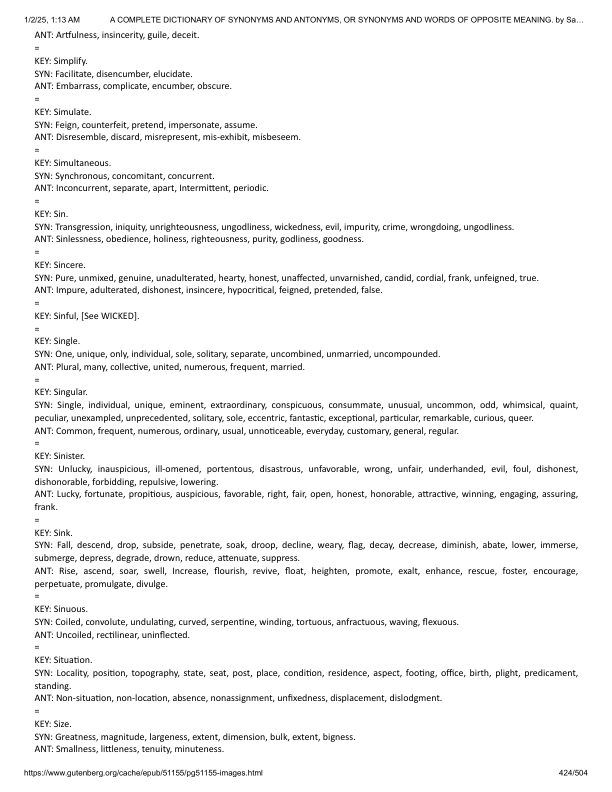 1/2/25, 1:13 AM A COMPLETE DICTIONARY OF SYNONYMS AND ANTONYMS, OR SYNONYMS AND WORDS OF OPPOSITE MEANING. by Sa…
ANT: Artfulness, insincerity, guile, deceit.
=
KEY: Simplify.
SYN: Facilitate, disencumber, elucidate.
ANT: Embarrass, complicate, encumber, obscure.
=
KEY: Simulate.
SYN: Feign, counterfeit, pretend, impersonate, assume.
ANT: Disresemble, discard, misrepresent, mis-exhibit, misbeseem.
=
KEY: Simultaneous.
SYN: Synchronous, concomitant, concurrent.
ANT: Inconcurrent, separate, apart, Intermittent, periodic.
=
KEY: Sin.
SYN: Transgression, iniquity, unrighteousness, ungodliness, wickedness, evil, impurity, crime, wrongdoing, ungodliness.
ANT: Sinlessness, obedience, holiness, righteousness, purity, godliness, goodness.
=
KEY: Sincere.
SYN: Pure, unmixed, genuine, unadulterated, hearty, honest, unaffected, unvarnished, candid, cordial, frank, unfeigned, true.
ANT: Impure, adulterated, dishonest, insincere, hypocritical, feigned, pretended, false.
=
KEY: Sinful, [See WICKED].
=
KEY: Single.
SYN: One, unique, only, individual, sole, solitary, separate, uncombined, unmarried, uncompounded.
ANT: Plural, many, collective, united, numerous, frequent, married.
=
KEY: Singular.
SYN: Single, individual, unique, eminent, extraordinary, conspicuous, consummate, unusual, uncommon, odd, whimsical, quaint,
peculiar, unexampled, unprecedented, solitary, sole, eccentric, fantastic, exceptional, particular, remarkable, curious, queer.
ANT: Common, frequent, numerous, ordinary, usual, unnoticeable, everyday, customary, general, regular.
=
KEY: Sinister.
SYN: Unlucky, inauspicious, ill-omened, portentous, disastrous, unfavorable, wrong, unfair, underhanded, evil, foul, dishonest,
dishonorable, forbidding, repulsive, lowering.
ANT: Lucky, fortunate, propitious, auspicious, favorable, right, fair, open, honest, honorable, attractive, winning, engaging, assuring,
frank.
=
KEY: Sink.
SYN: Fall, descend, drop, subside, penetrate, soak, droop, decline, weary, flag, decay, decrease, diminish, abate, lower, immerse,
submerge, depress, degrade, drown, reduce, attenuate, suppress.
ANT: Rise, ascend, soar, swell, Increase, flourish, revive, float, heighten, promote, exalt, enhance, rescue, foster, encourage,
perpetuate, promulgate, divulge.
=
KEY: Sinuous.
SYN: Coiled, convolute, undulating, curved, serpentine, winding, tortuous, anfractuous, waving, flexuous.
ANT: Uncoiled, rectilinear, uninflected.
=
KEY: Situation.
SYN: Locality, position, topography, state, seat, post, place, condition, residence, aspect, footing, office, birth, plight, predicament,
standing.
ANT: Non-situation, non-location, absence, nonassignment, unfixedness, displacement, dislodgment.
=
KEY: Size.
SYN: Greatness, magnitude, largeness, extent, dimension, bulk, extent, bigness.
ANT: Smallness, littleness, tenuity, minuteness.
https://www.gutenberg.org/cache/epub/51155/pg51155-images.html 424/504